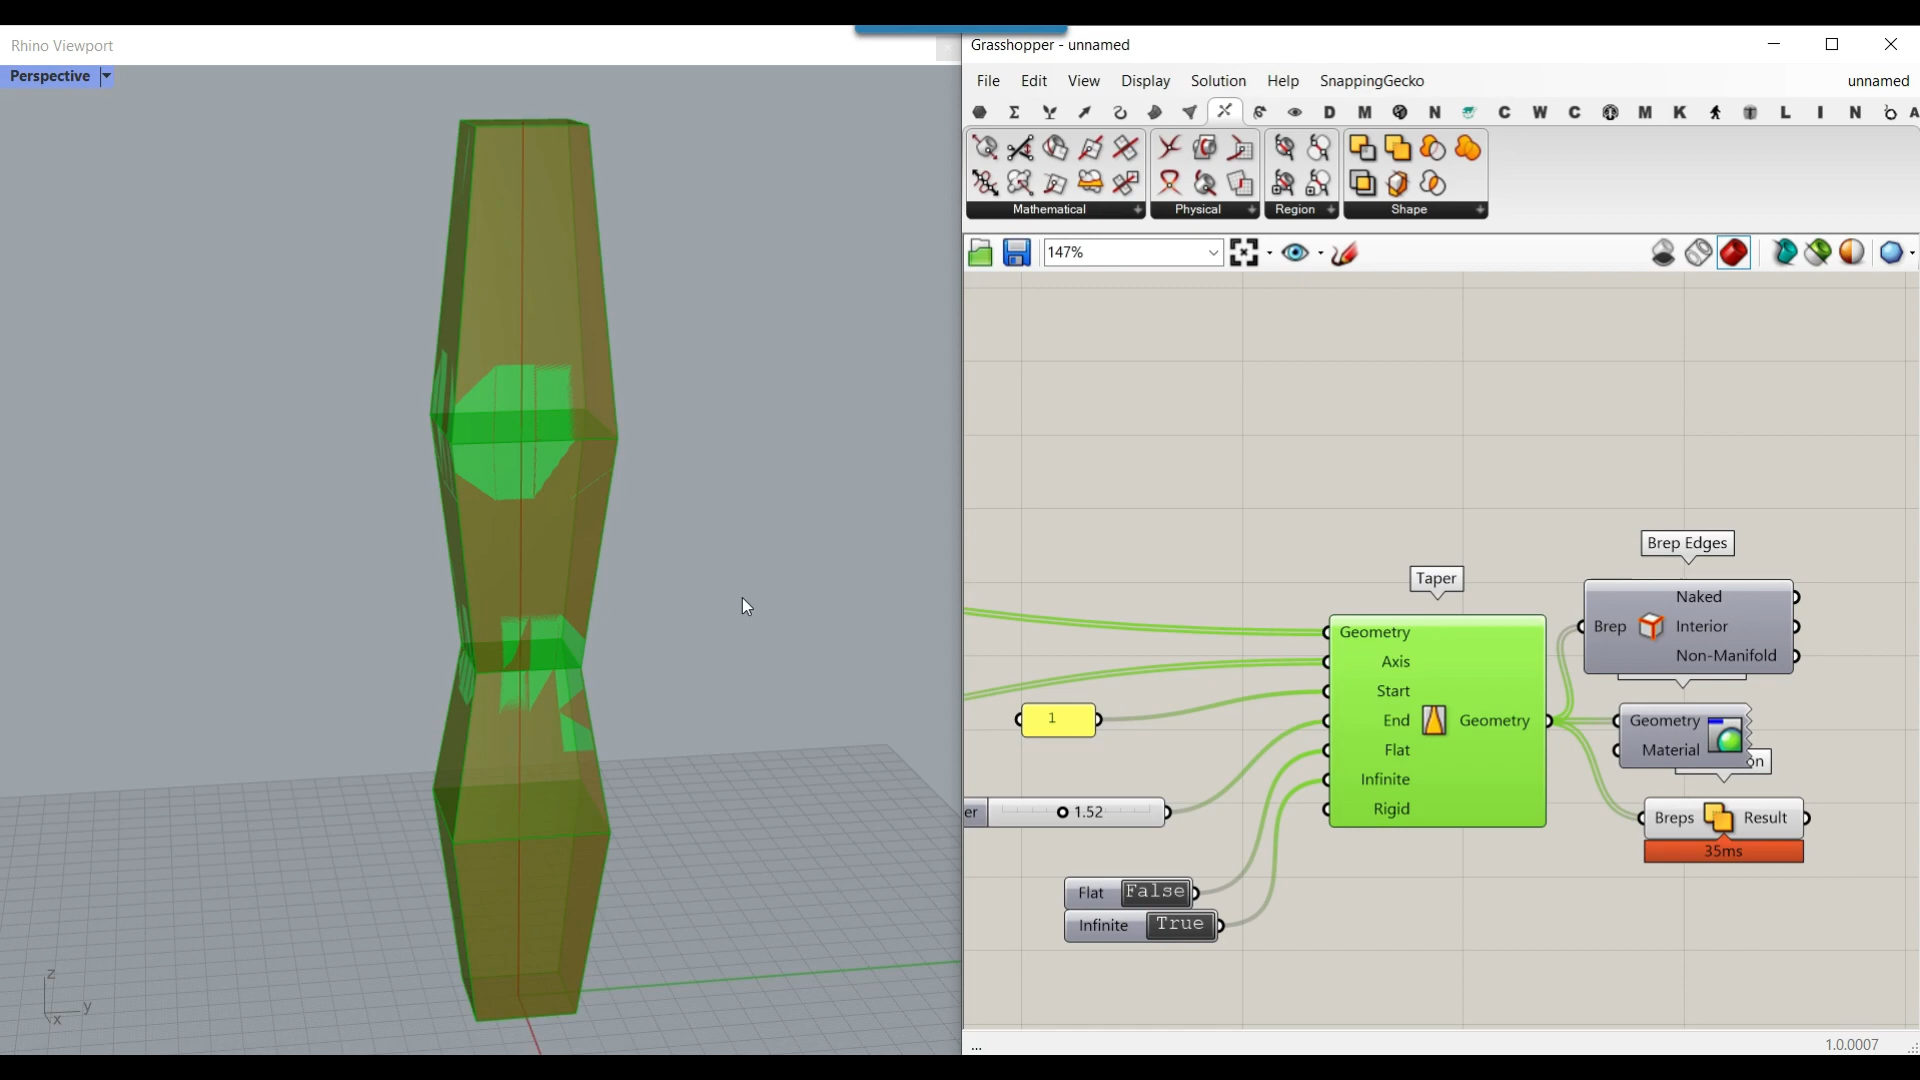 Rhino Viewport
Grasshopper - unnamed
Perspective
File Edit View Display Solution Help SnappingGecko unnamed
D M N C W C M K L I N A
Mathematical Physical Region Shape
147%
Brep Edges
Taper
Naked
Brep Interior
Non-Manifold
Geometry
Axis
Start
End Geometry
Flat
Infinite
Rigid
1
Geometry
Material
on
er 1.52
Breps Result
35ms
Flat False
Infinite True
z
y
x
...
1.0.0007